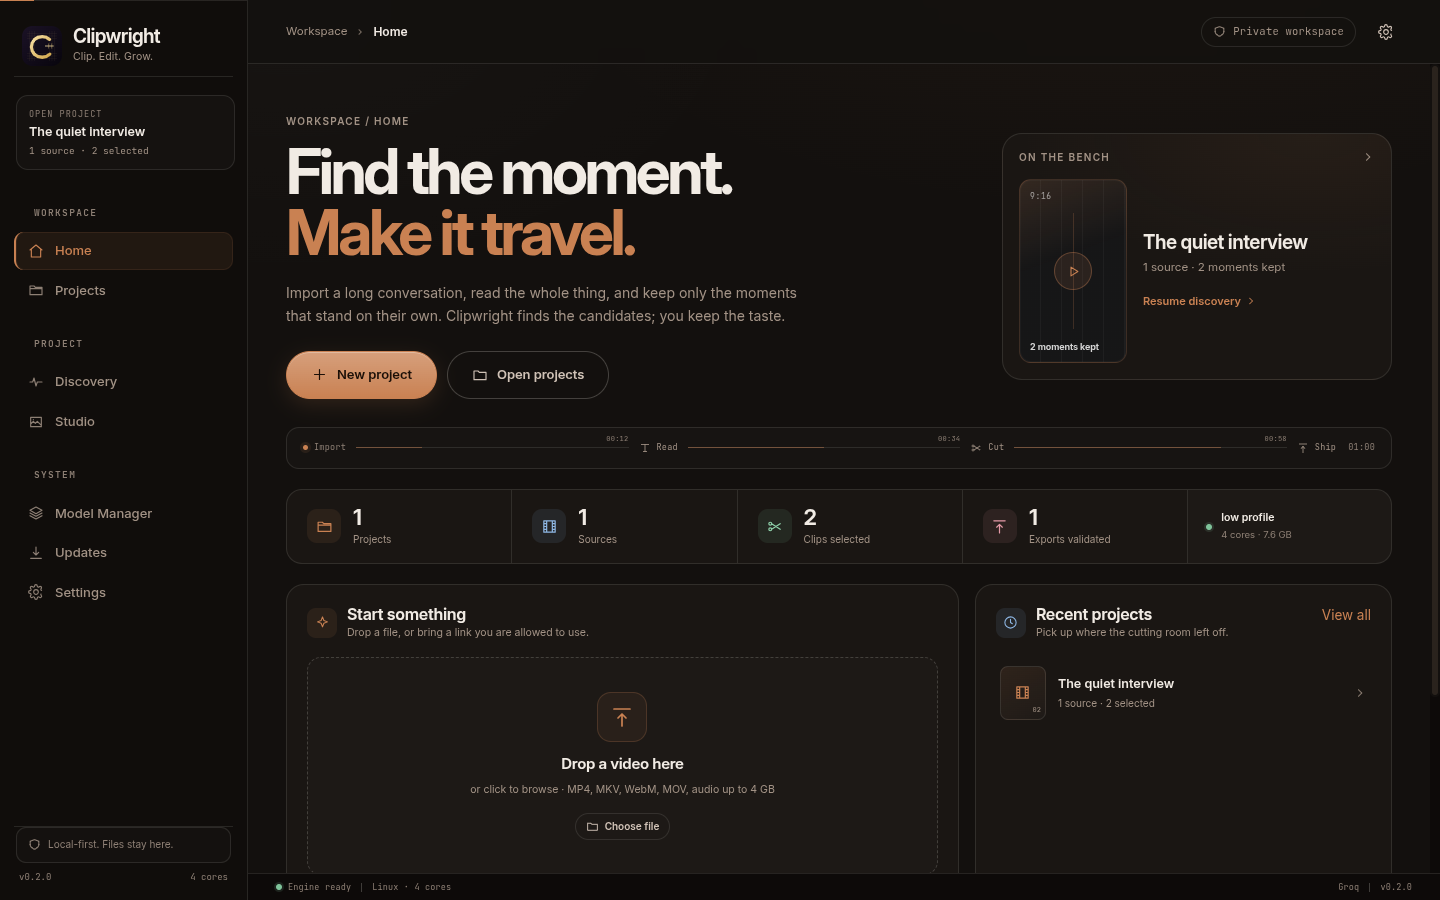 Clipwright
Clip. Edit. Grow.
OPEN PROJECT
The quiet interview
1 source · 2 selected
WORKSPACE
Home
Projects
PROJECT
Discovery
Studio
SYSTEM
Model Manager
Updates
Settings
Local-first. Files stay here.
v0.2.0
4 cores
Workspace › Home
Private workspace
WORKSPACE / HOME
Find the moment.
Make it travel.
Import a long conversation, read the whole thing, and keep only the moments
that stand on their own. Clipwright finds the candidates; you keep the taste.
New project
Open projects
ON THE BENCH
9:16
2 moments kept
The quiet interview
1 source · 2 moments kept
Resume discovery
Import
00:12
Read
00:34
Cut
00:58
Ship
01:00
1
Projects
1
Sources
2
Clips selected
1
Exports validated
low profile
4 cores · 7.6 GB
Start something
Drop a file, or bring a link you are allowed to use.
Drop a video here
or click to browse · MP4, MKV, WebM, MOV, audio up to 4 GB
Choose file
Recent projects
Pick up where the cutting room left off.
View all
02
The quiet interview
1 source · 2 selected
Engine ready | Linux · 4 cores
Groq | v0.2.0